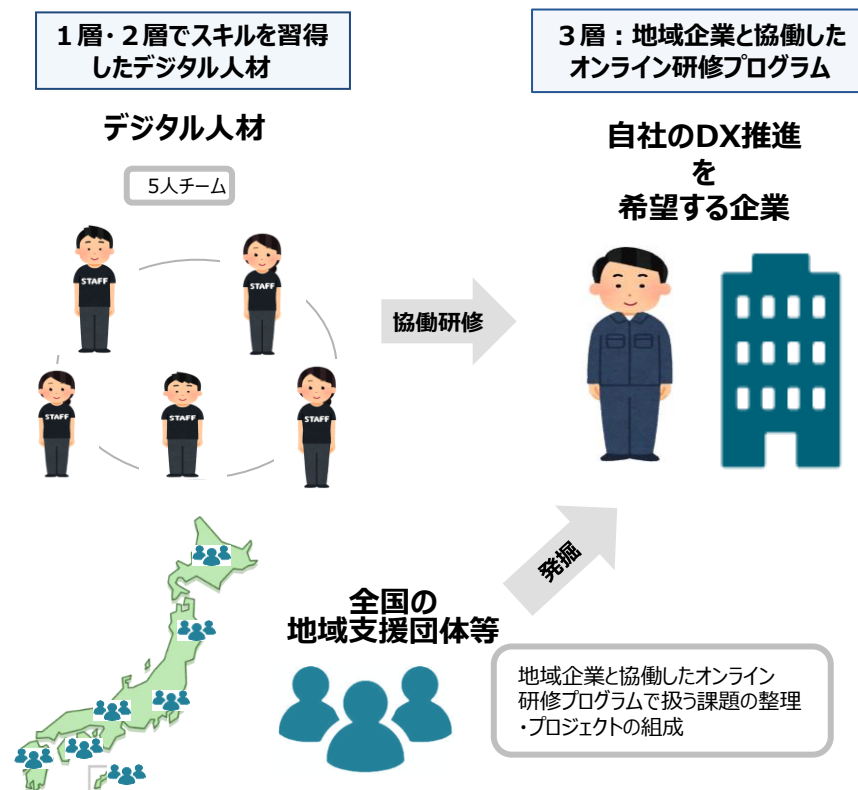 1層・2層でスキルを習得
したデジタル人材
3層：地域企業と協働した
オンライン研修プログラム
デジタル人材
5人チーム
自社のDX推進
を
希望する企業
STAFF
STAFF
STAFF
STAFF
STAFF
協働研修
発掘
全国の
地域支援団体等
地域企業と協働したオンライン
研修プログラムで扱う課題の整理
・プロジェクトの組成